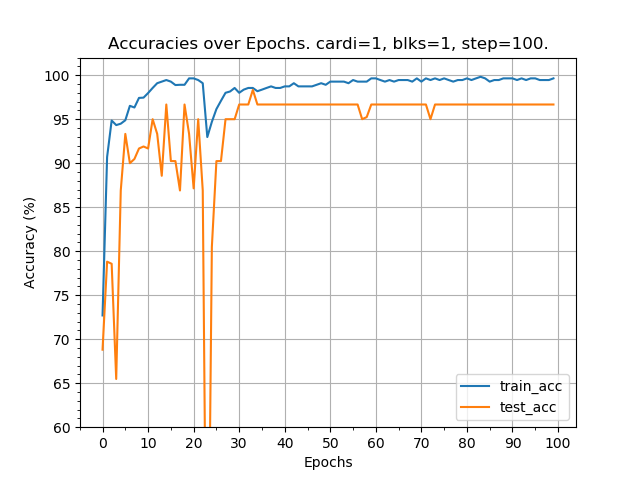 Accuracies over Epochs. cardi=1, blks=1, step=100.
Accuracy (%)
100
95
90
85
80
75
70
65
60
train_acc
test_acc
0 10 20 30 40 50 60 70 80 90 100
Epochs